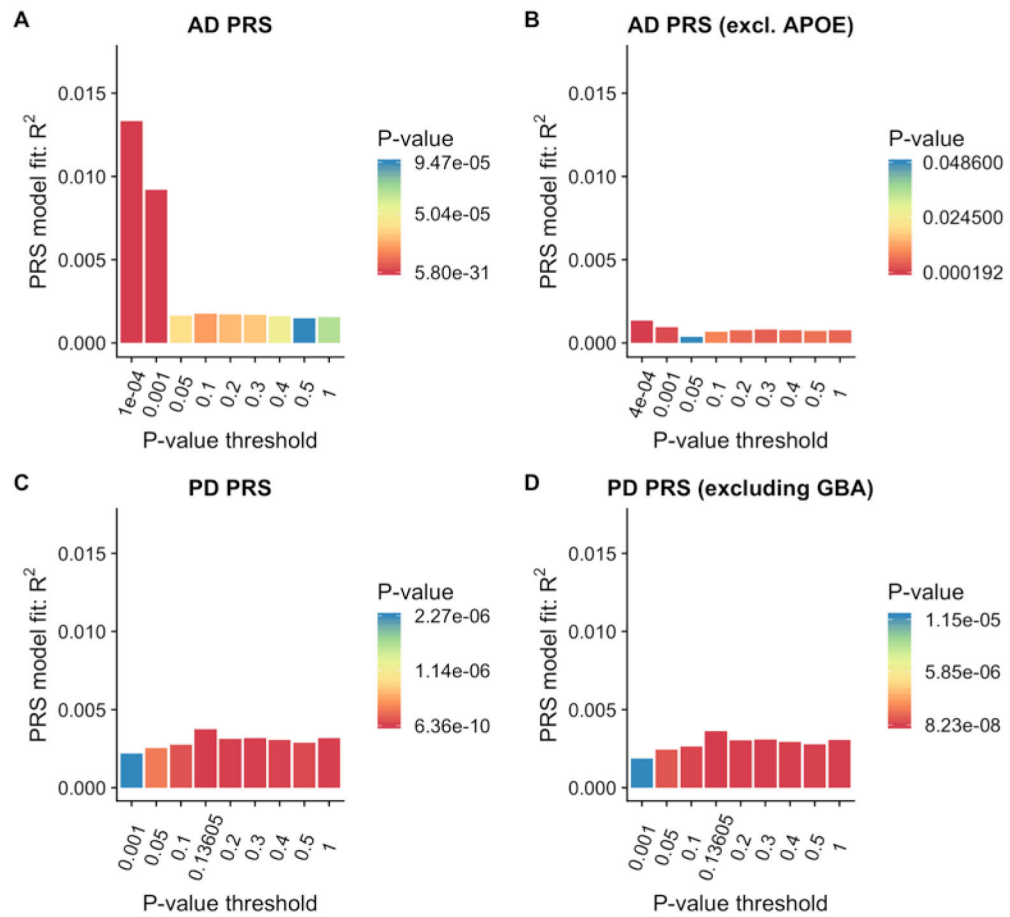 A
AD PRS
PRS model fit: R²
0.015
0.010
0.005
0.000
1e-04
0.001
0.05
0.1
0.2
0.3
0.4
0.5
1
P-value threshold
P-value
9.47e-05
5.04e-05
5.80e-31
B
AD PRS (excl. APOE)
PRS model fit: R²
0.015
0.010
0.005
0.000
4e-04
0.001
0.05
0.1
0.2
0.3
0.4
0.5
1
P-value threshold
P-value
0.048600
0.024500
0.000192
C
PD PRS
PRS model fit: R²
0.015
0.010
0.005
0.000
0.001
0.05
0.1
0.13605
0.2
0.3
0.4
0.5
1
P-value threshold
P-value
2.27e-06
1.14e-06
6.36e-10
D
PD PRS (excluding GBA)
PRS model fit: R²
0.015
0.010
0.005
0.000
0.001
0.05
0.1
0.13605
0.2
0.3
0.4
0.5
1
P-value threshold
P-value
1.15e-05
5.85e-06
8.23e-08